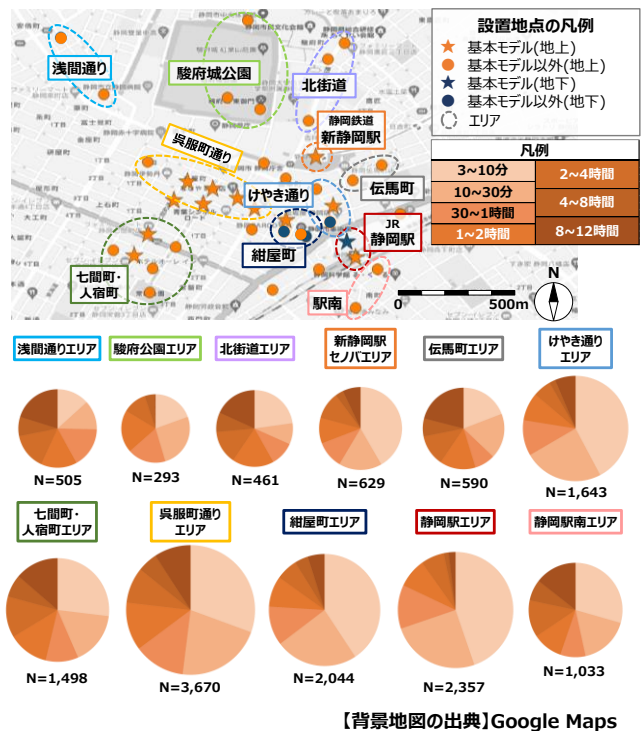 設置地点の凡例
基本モデル(地上)
基本モデル以外(地上)
基本モデル(地下)
基本モデル以外(地下)
エリア
凡例
3~10分
2~4時間
10~30分
30~1時間
4~8時間
1~2時間
8~12時間
浅間通り
駿府城公園
北街道
静岡鉄道
新静岡駅
呉服町通り
けやき通り
伝馬町
紺屋町
JR
静岡駅
七間町・
人宿町
駅南
N
0
500m
浅間通りエリア
駿府公園エリア
北街道エリア
新静岡駅
セノバエリア
伝馬町エリア
けやき通り
エリア
N=505
N=293
N=461
N=629
N=590
N=1,643
七間町・
人宿町エリア
呉服町通り
エリア
紺屋町エリア
静岡駅エリア
静岡駅南エリア
N=1,498
N=3,670
N=2,044
N=2,357
N=1,033
【背景地図の出典】Google Maps